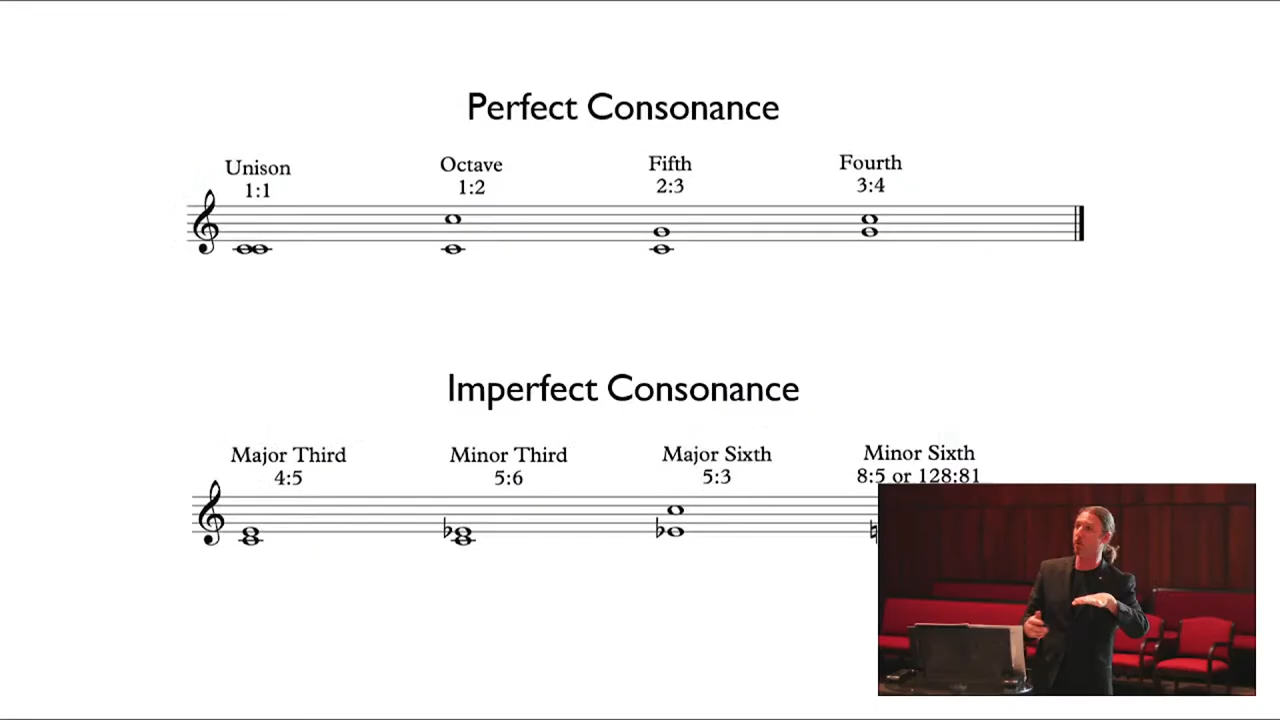 Perfect Consonance
Unison Octave Fifth Fourth
1:1 1:2 2:3 3:4
Imperfect Consonance
Major Third Minor Third Major Sixth Minor Sixth
4:5 5:6 5:3 8:5 or 128:81